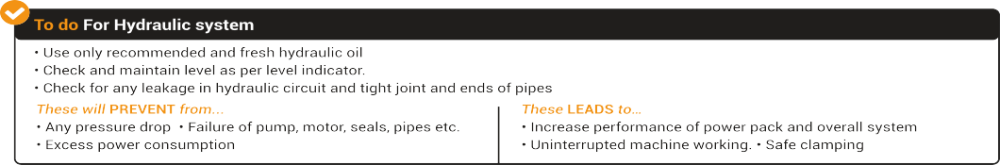 To do For Hydraulic system
• Use only recommended and fresh hydraulic oil
• Check and maintain level as per level indicator.
• Check for any leakage in hydraulic circuit and tight joint and ends of pipes
These will PREVENT from...
• Any pressure drop • Failure of pump, motor, seals, pipes etc.
• Excess power consumption
These LEADS to...
• Increase performance of power pack and overall system
• Uninterrupted machine working. • Safe clamping